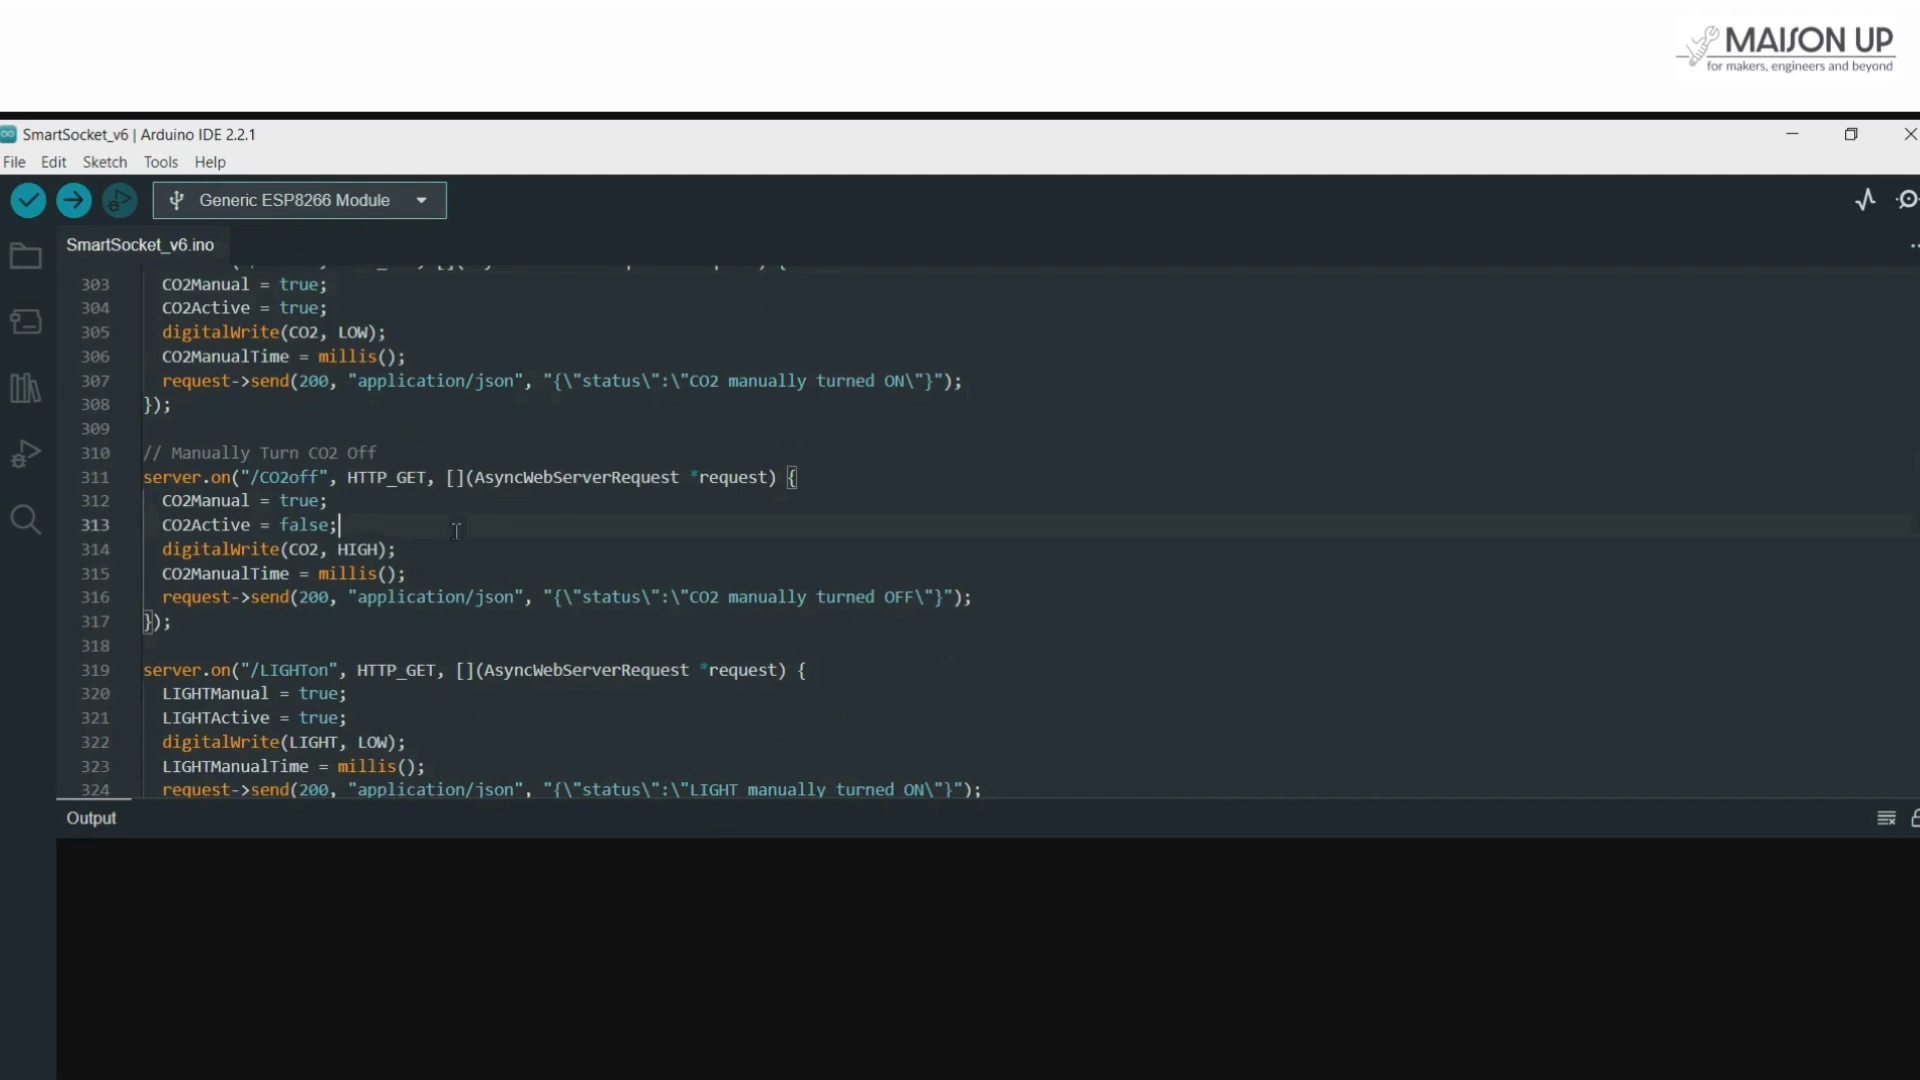 MAISON UP
for makers, engineers and beyond
SmartSocket_v6 | Arduino IDE 2.2.1
File Edit Sketch Tools Help
Generic ESP8266 Module
SmartSocket_v6.ino
303 CO2Manual = true;
304 CO2Active = true;
305 digitalWrite(CO2, LOW);
306 CO2ManualTime = millis();
307 request->send(200, "application/json", "{\"status\":\"CO2 manually turned ON\"}");
308 });
309
310 // Manually Turn CO2 Off
311 server.on("/CO2off", HTTP_GET, [](AsyncWebServerRequest *request) {
312 CO2Manual = true;
313 CO2Active = false;
314 digitalWrite(CO2, HIGH);
315 CO2ManualTime = millis();
316 request->send(200, "application/json", "{\"status\":\"CO2 manually turned OFF\"}");
317 });
318
319 server.on("/LIGHTon", HTTP_GET, [](AsyncWebServerRequest *request) {
320 LIGHTManual = true;
321 LIGHTActive = true;
322 digitalWrite(LIGHT, LOW);
323 LIGHTManualTime = millis();
324 request->send(200, "application/json", "{\"status\":\"LIGHT manually turned ON\"}");
Output